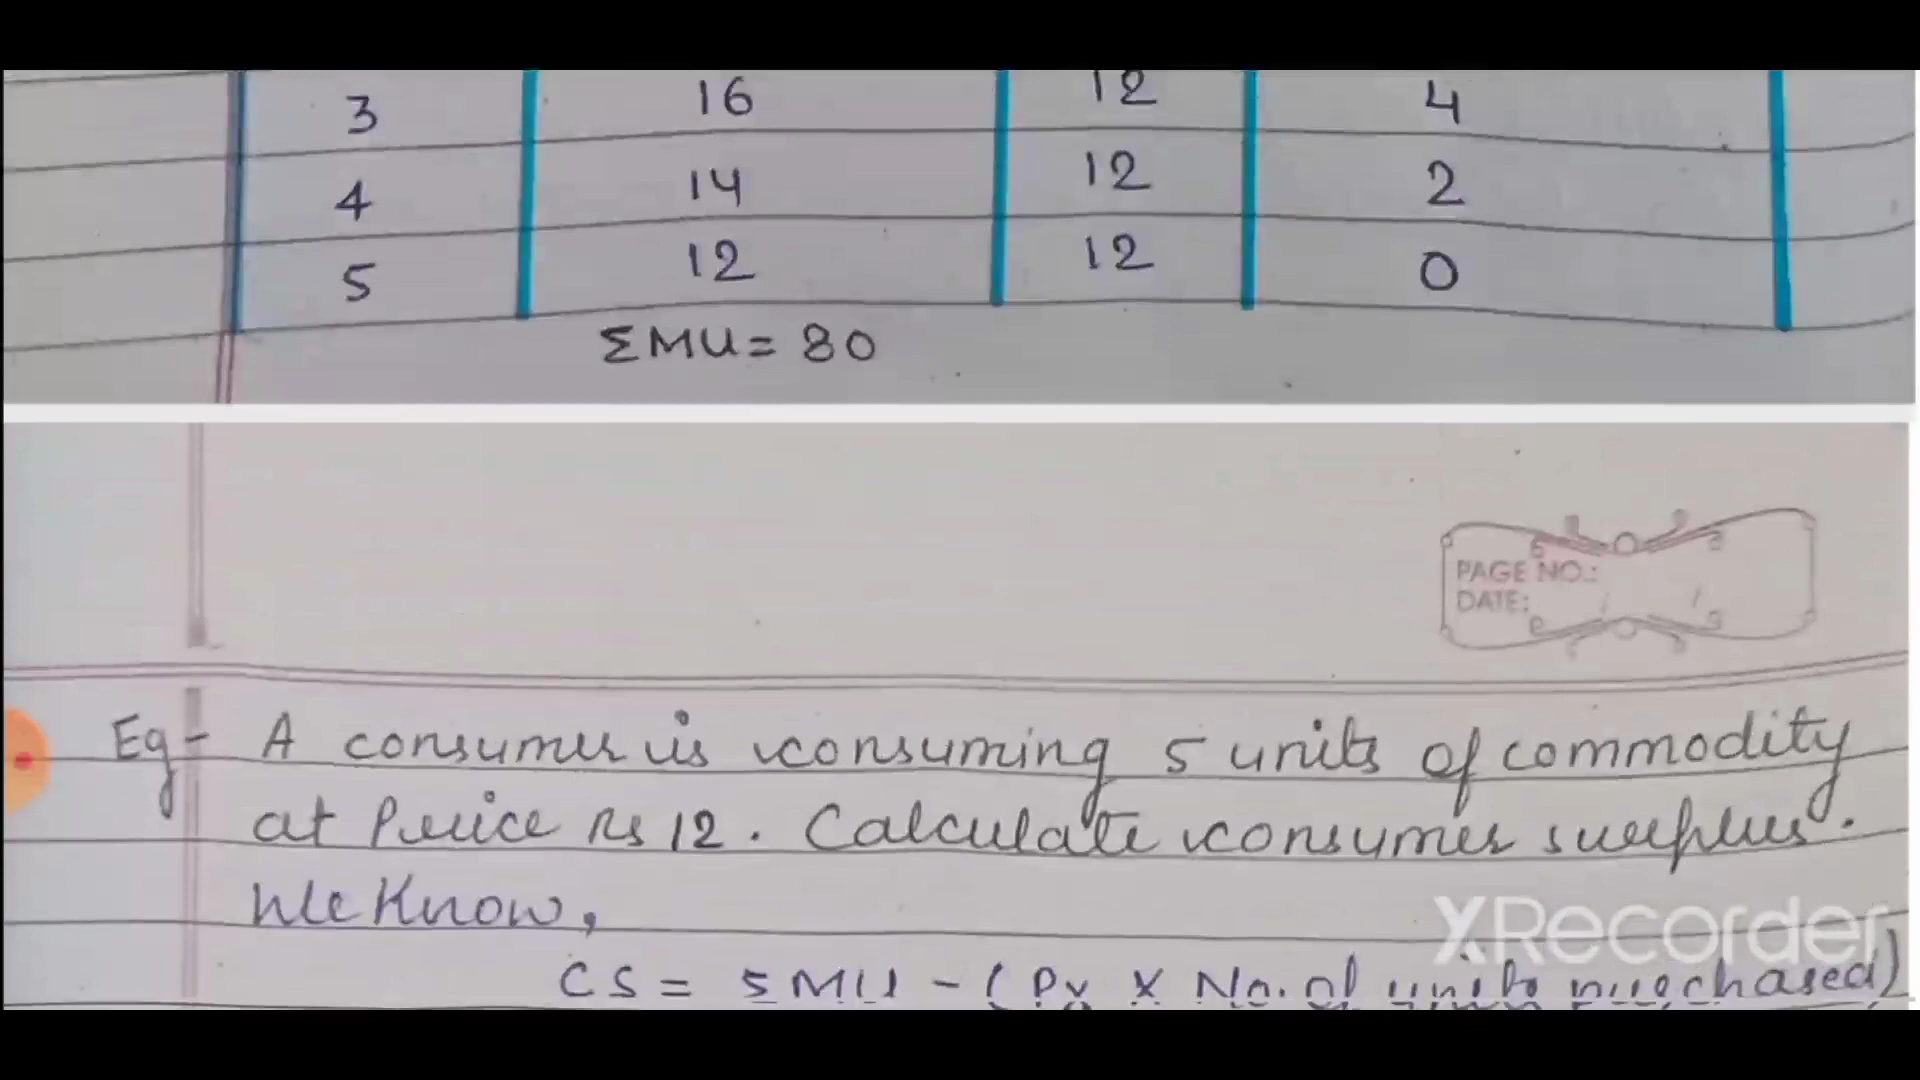 3 16 12 4
4 14 12 2
5 12 12 0
ΣMU = 80
PAGE NO.:
DATE:
Eg- A consumer is consuming 5 units of commodity
at Price Rs 12. Calculate consumer surplus.
We Know,
XRecorder
CS = ΣMU - (Px X No. of units purchased)